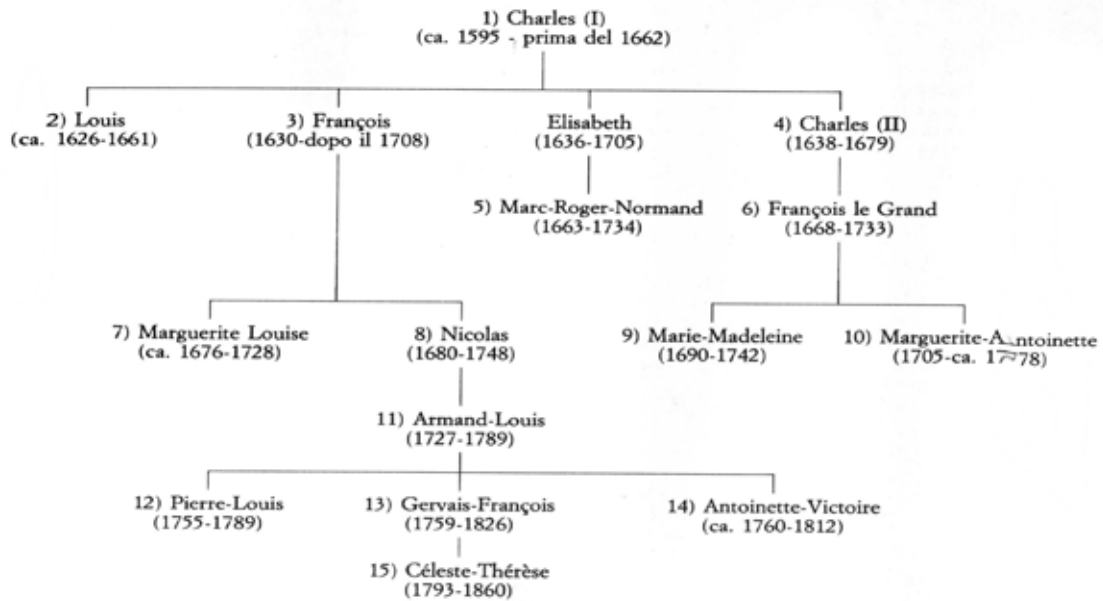 1) Charles (I)
(ca. 1595 - prima del 1662)
2) Louis
(ca. 1626-1661)
3) François
(1630-dopo il 1708)
Elisabeth
(1636-1705)
4) Charles (II)
(1638-1679)
5) Marc-Roger-Normand
(1663-1734)
6) François le Grand
(1668-1733)
7) Marguerite Louise
(ca. 1676-1728)
8) Nicolas
(1680-1748)
9) Marie-Madeleine
(1690-1742)
10) Marguerite-Antoinette
(1705-ca. 1778)
11) Armand-Louis
(1727-1789)
12) Pierre-Louis
(1755-1789)
13) Gervais-François
(1759-1826)
14) Antoinette-Victoire
(ca. 1760-1812)
15) Céleste-Thérèse
(1793-1860)